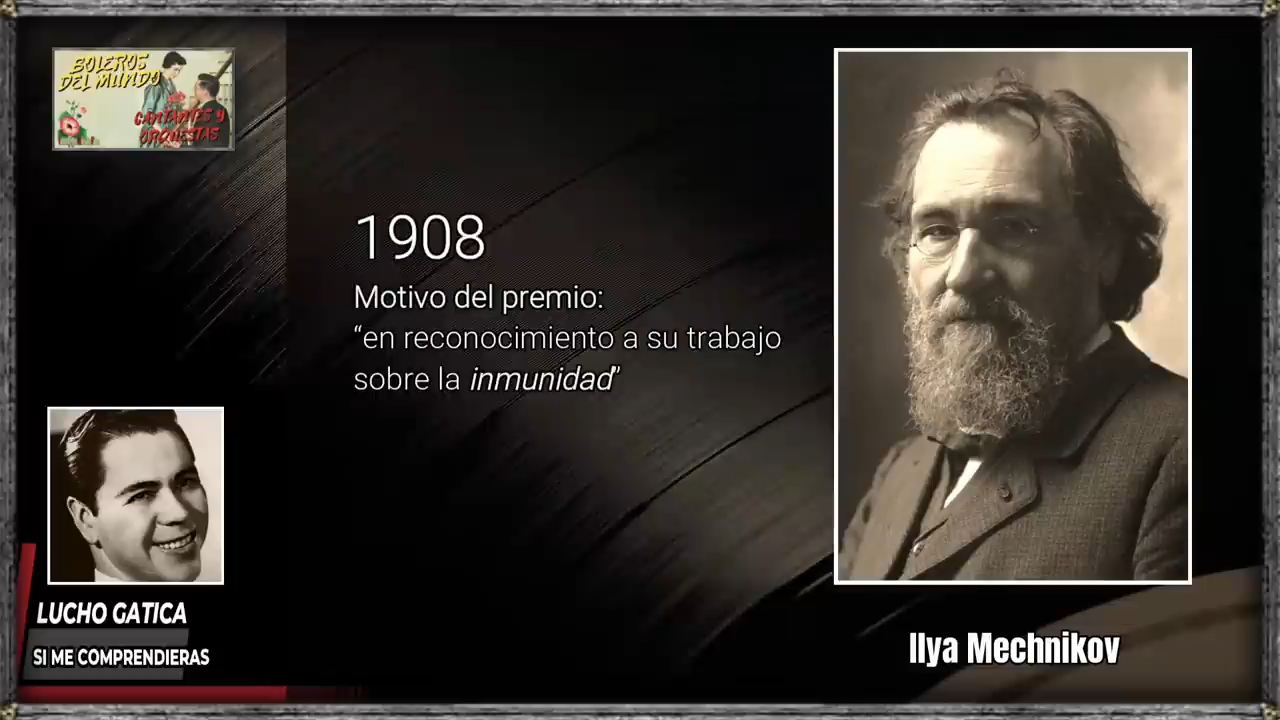 BOLEROS
DEL MUNDO
CANTANTES Y
ORQUESTAS
1908
Motivo del premio:
“en reconocimiento a su trabajo
sobre la inmunidad”
LUCHO GATICA
SI ME COMPRENDIERAS
Ilya Mechnikov